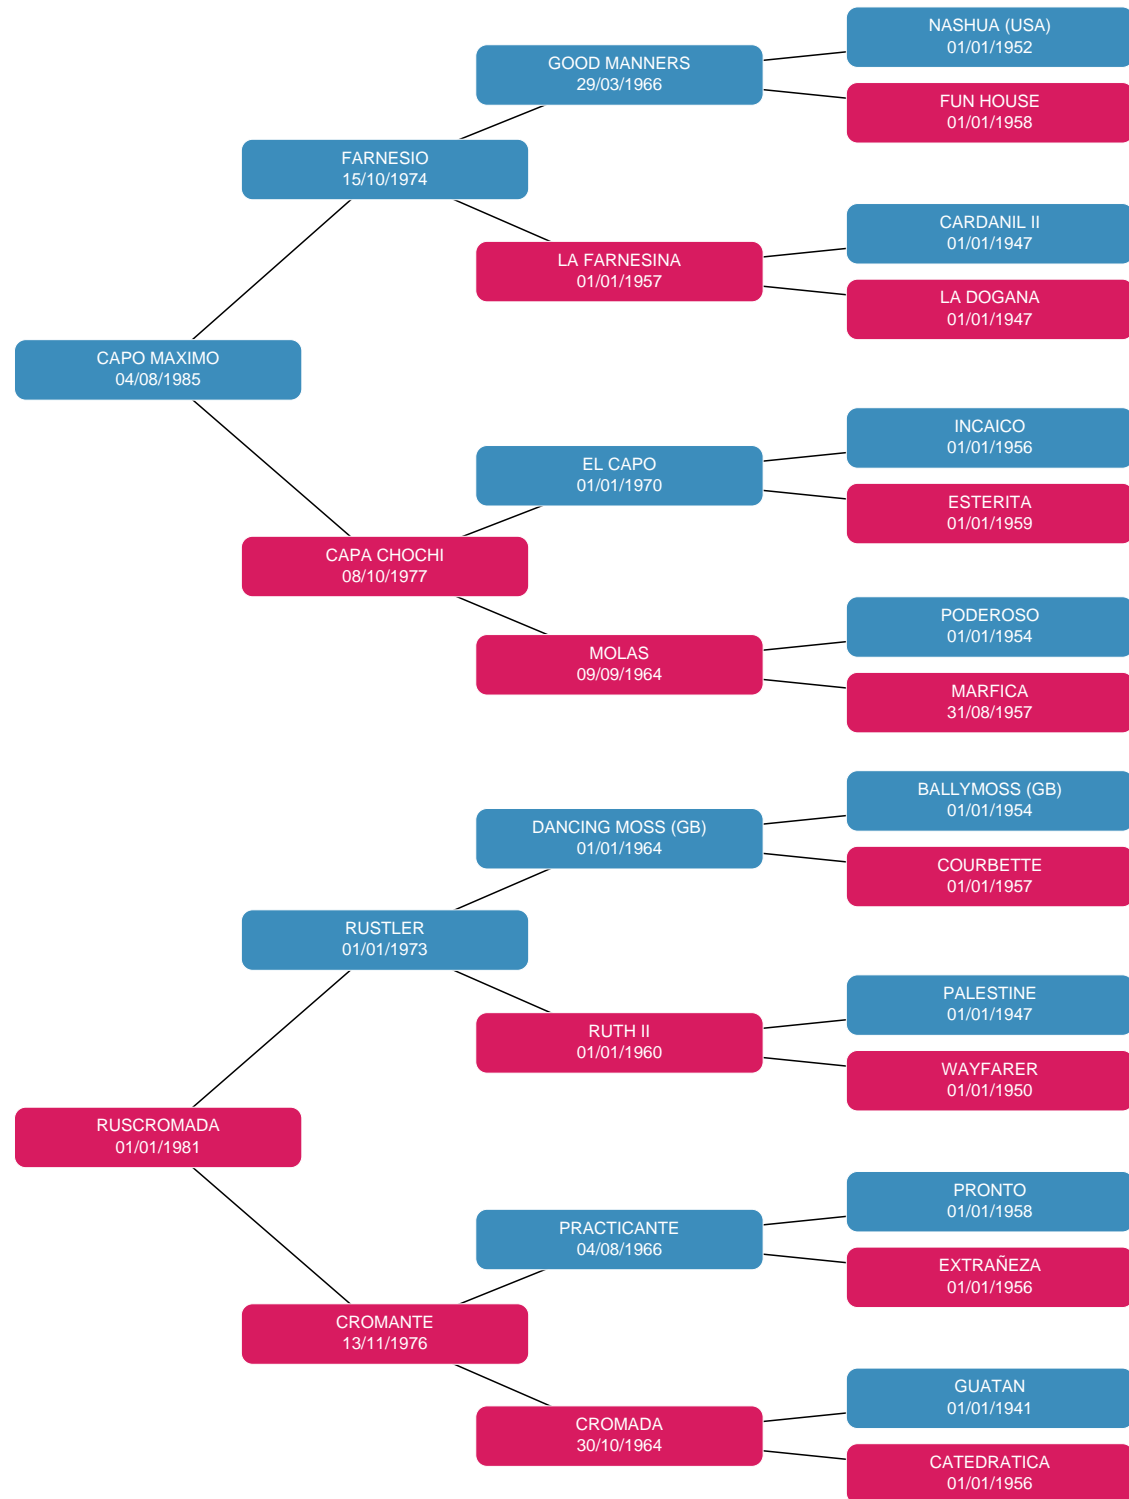 NASHUA (USA)
01/01/1952
GOOD MANNERS
29/03/1966
FUN HOUSE
01/01/1958
FARNESIO
15/10/1974
CARDANIL II
01/01/1947
LA FARNESINA
01/01/1957
LA DOGANA
01/01/1947
CAPO MAXIMO
04/08/1985
INCAICO
01/01/1956
EL CAPO
01/01/1970
ESTERITA
01/01/1959
CAPA CHOCHI
08/10/1977
PODEROSO
01/01/1954
MOLAS
09/09/1964
MARFICA
31/08/1957
BALLYMOSS (GB)
01/01/1954
DANCING MOSS (GB)
01/01/1964
COURBETTE
01/01/1957
RUSTLER
01/01/1973
PALESTINE
01/01/1947
RUTH II
01/01/1960
WAYFARER
01/01/1950
RUSCROMADA
01/01/1981
PRONTO
01/01/1958
PRACTICANTE
04/08/1966
EXTRAÑEZA
01/01/1956
CROMANTE
13/11/1976
GUATAN
01/01/1941
CROMADA
30/10/1964
CATEDRATICA
01/01/1956